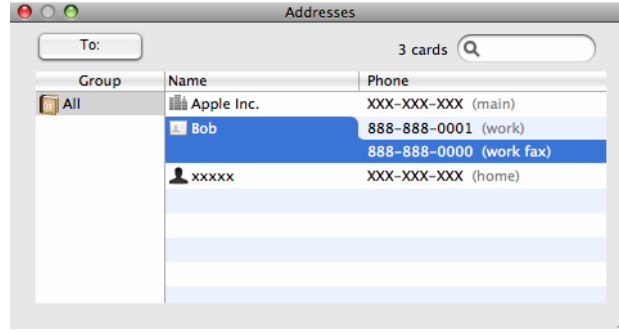 Addresses
To:
3 cards
Group Name Phone
All Apple Inc. XXX-XXX-XXX (main)
Bob 888-888-0001 (work)
888-888-0000 (work fax)
xxxxx XXX-XXX-XXX (home)